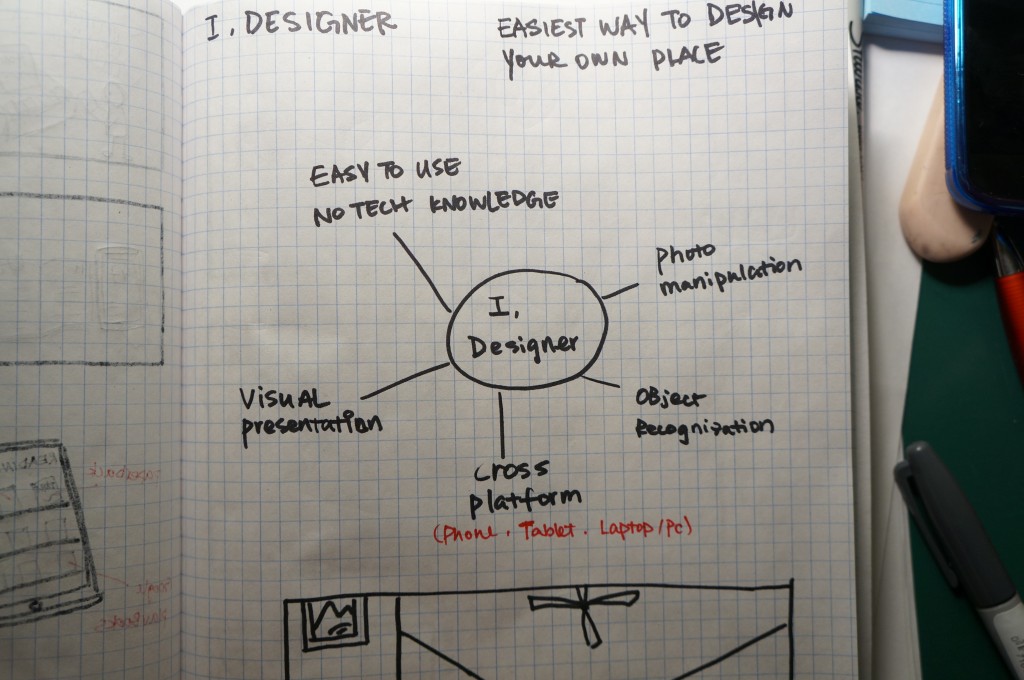 I, DESIGNER
EASIEST WAY TO DESIGN
YOUR OWN PLACE
EASY TO USE
NO TECH KNOWLEDGE
Photo
manipulation
I,
Designer
VISUAL
presentation
OBject
Recognization
cross
platform
(Phone, Tablet. Laptop/Pc)